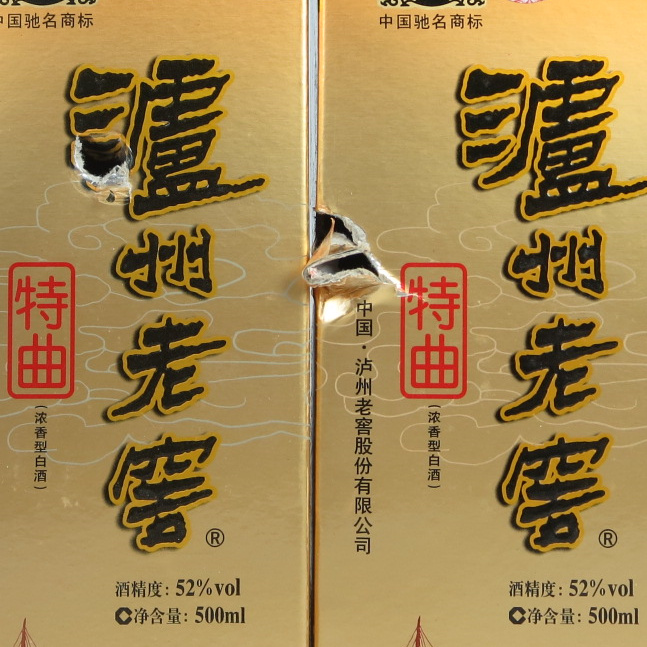 中国驰名商标
瀘州老窖
®
特曲
（浓香型白酒）
酒精度：52%vol
净含量：500ml
中国驰名商标
瀘州老窖
®
特曲
（浓香型白酒）
中国·泸州老窖股份有限公司
酒精度：52%vol
净含量：500ml